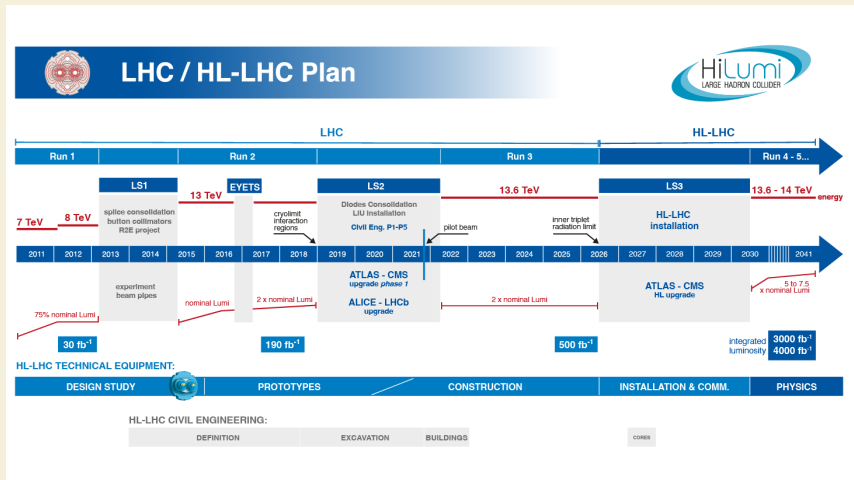 LHC / HL-LHC Plan
HiLumi
LARGE HADRON COLLIDER
LHC
HL-LHC
Run 1
Run 2
Run 3
Run 4 - 5...
LS1
EYETS
LS2
LS3
13 TeV
13.6 TeV
13.6 - 14 TeV
energy
7 TeV
8 TeV
splice consolidation
button collimators
R2E project
cryolimit
interaction
regions
Diodes Consolidation
LIU Installation
Civil Eng. P1-P5
pilot beam
inner triplet
radiation limit
HL-LHC
installation
2011 2012 2013 2014 2015 2016 2017 2018 2019 2020 2021 2022 2023 2024 2025 2026 2027 2028 2029 2030 2041
experiment
beam pipes
ATLAS - CMS
upgrade phase 1
ALICE - LHCb
upgrade
ATLAS - CMS
HL upgrade
5 to 7.5
x nominal Lumi
75% nominal Lumi
nominal Lumi
2 x nominal Lumi
2 x nominal Lumi
30 fb⁻¹
190 fb⁻¹
500 fb⁻¹
integrated
luminosity
3000 fb⁻¹
4000 fb⁻¹
HL-LHC TECHNICAL EQUIPMENT:
DESIGN STUDY
PROTOTYPES
CONSTRUCTION
INSTALLATION & COMM.
PHYSICS
HL-LHC CIVIL ENGINEERING:
DEFINITION
EXCAVATION
BUILDINGS
CORES